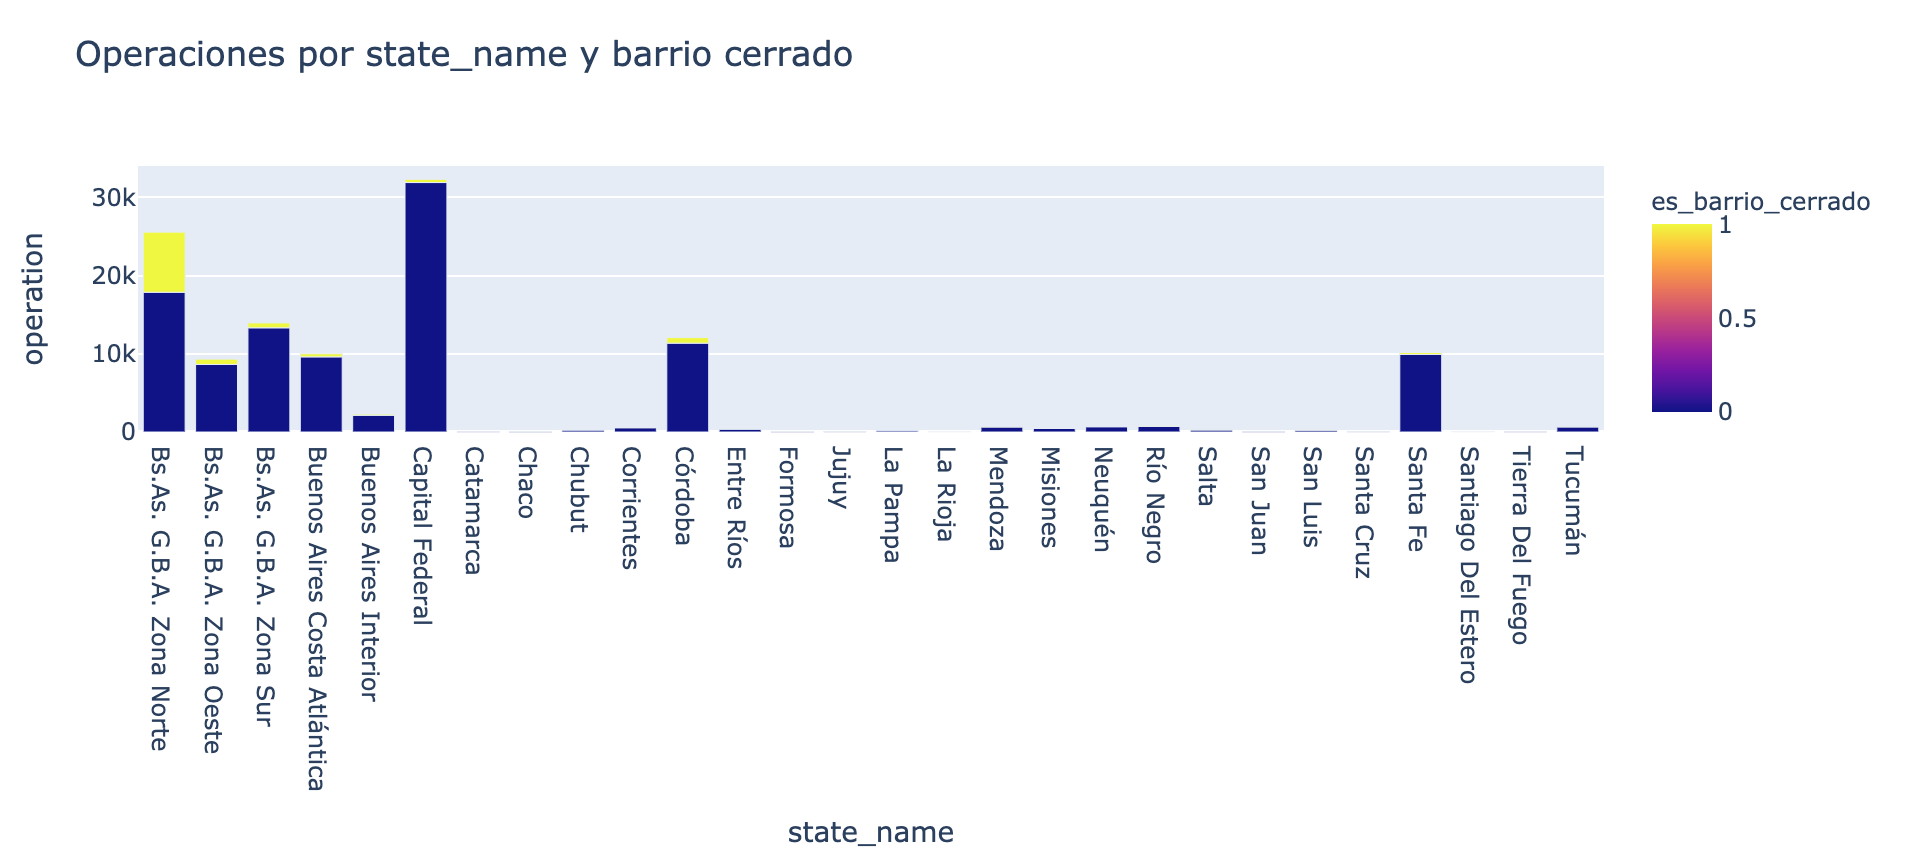 Operaciones por state_name y barrio cerrado
operation
30k
20k
10k
0
Bs.As. G.B.A. Zona Norte
Bs.As. G.B.A. Zona Oeste
Bs.As. G.B.A. Zona Sur
Buenos Aires Costa Atlántica
Buenos Aires Interior
Capital Federal
Catamarca
Chaco
Chubut
Corrientes
Córdoba
Entre Ríos
Formosa
Jujuy
La Pampa
La Rioja
Mendoza
Misiones
Neuquén
Río Negro
Salta
San Juan
San Luis
Santa Cruz
Santa Fe
Santiago Del Estero
Tierra Del Fuego
Tucumán
state_name
es_barrio_cerrado
1
0.5
0